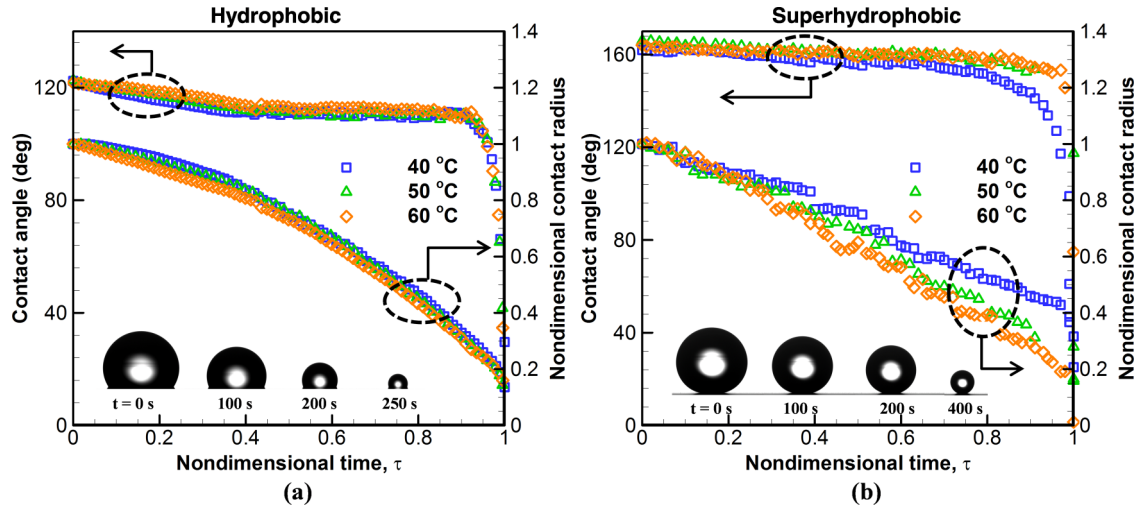 Hydrophobic
Contact angle (deg)
120
80
40
0
1.4
1.2
1
0.8
0.6
0.4
0.2
0
Nondimensional contact radius
40 °C
50 °C
60 °C
t = 0 s
100 s
200 s
250 s
0
0.2
0.4
0.6
0.8
1
Nondimensional time, τ
(a)
Superhydrophobic
Contact angle (deg)
160
120
80
40
0
1.4
1.2
1
0.8
0.6
0.4
0.2
0
Nondimensional contact radius
40 °C
50 °C
60 °C
t = 0 s
100 s
200 s
400 s
0
0.2
0.4
0.6
0.8
1
Nondimensional time, τ
(b)